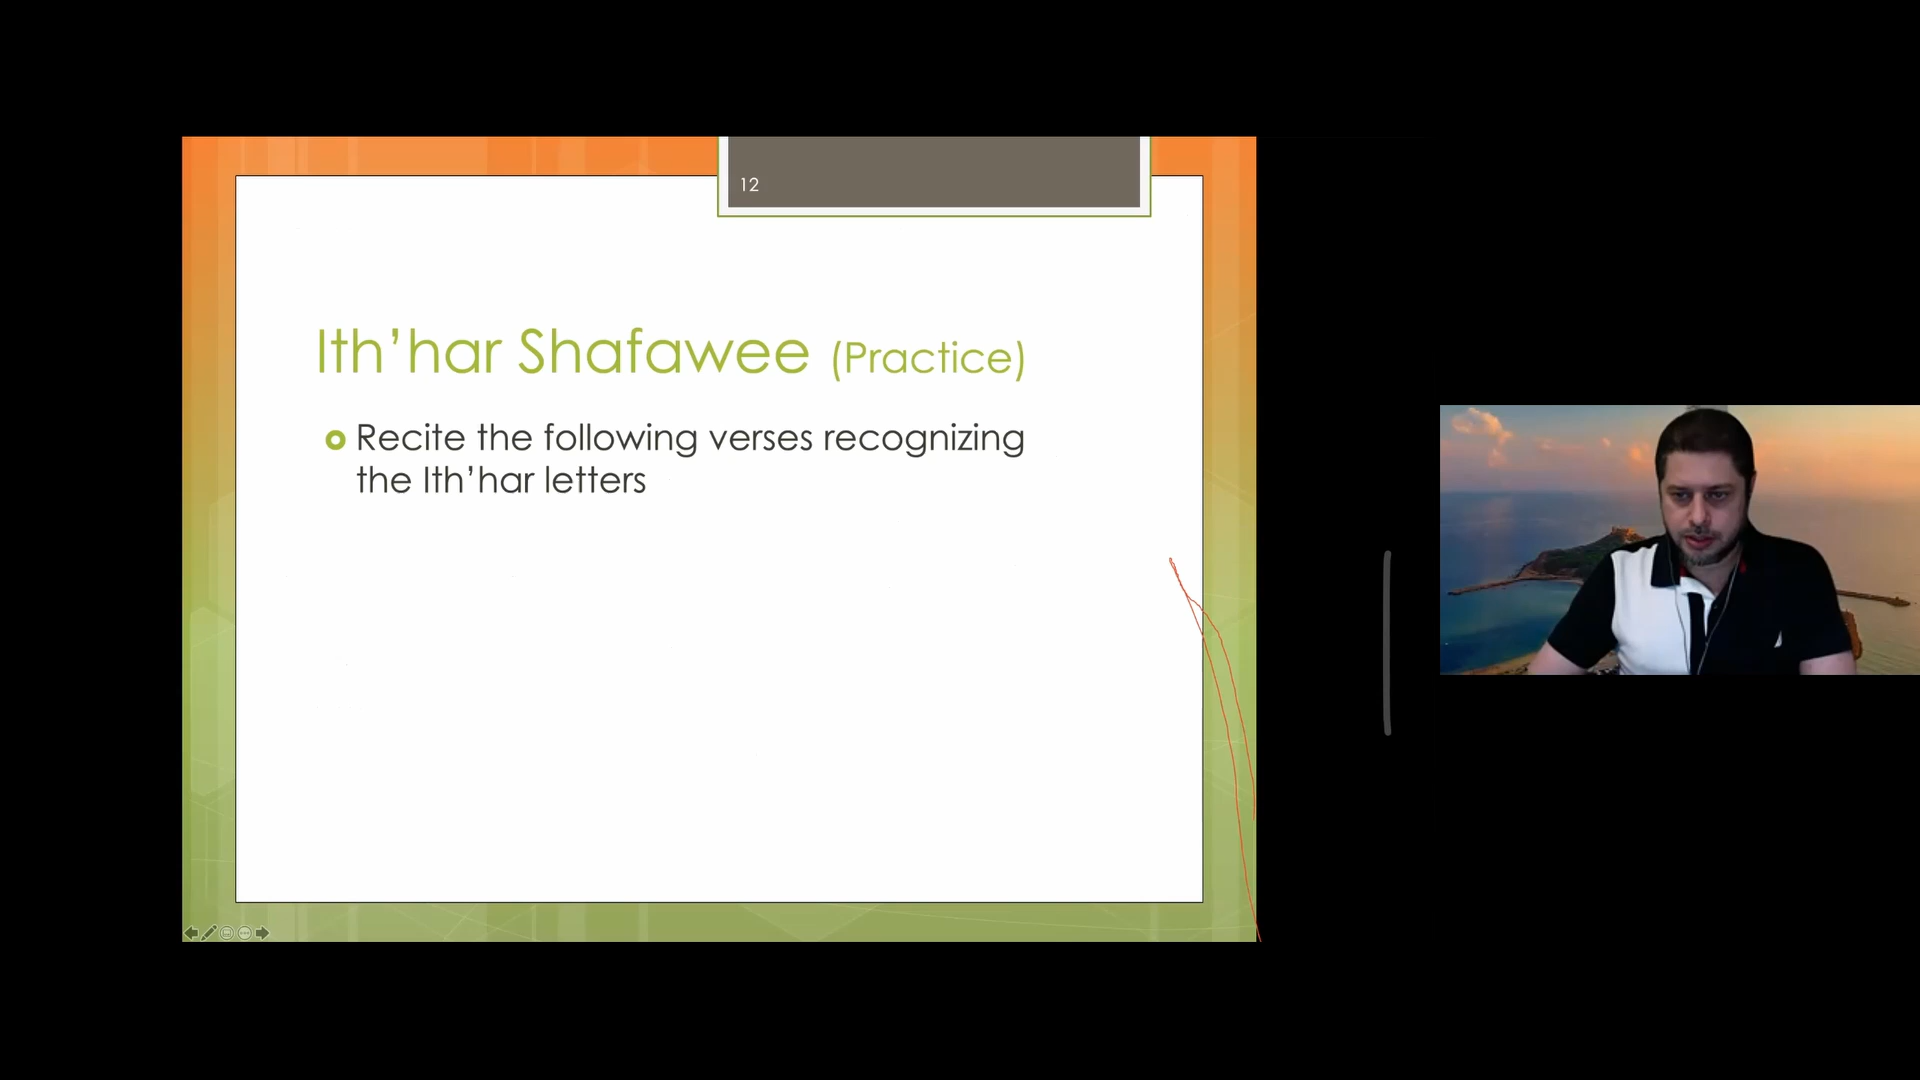 12
Ith’har Shafawee (Practice)
Recite the following verses recognizing
the Ith’har letters